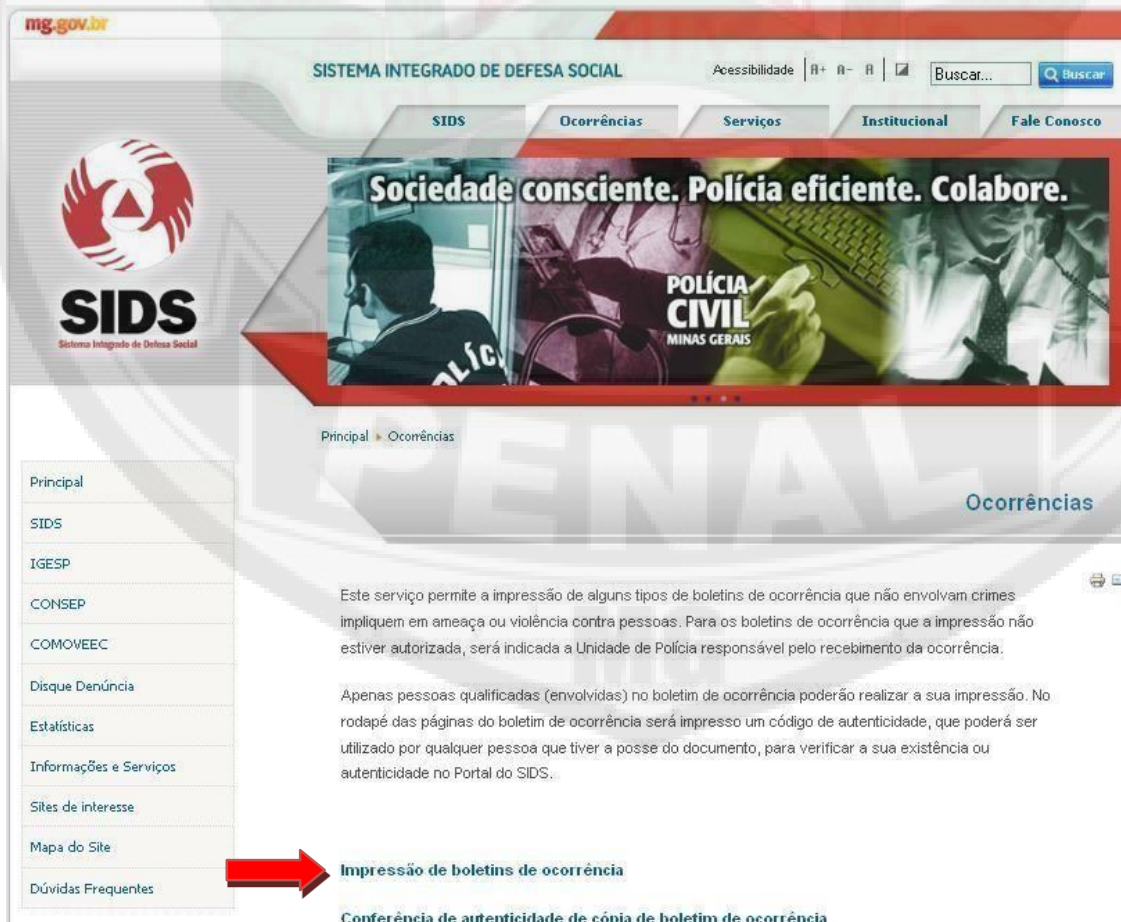 mg.gov.br
SISTEMA INTEGRADO DE DEFESA SOCIAL
Acessibilidade A+ A- A
Buscar...
Buscar
SIDS
Ocorrências
Serviços
Institucional
Fale Conosco
Sociedade consciente. Polícia eficiente. Colabore.
POLÍCIA
CIVIL
MINAS GERAIS
POLÍC
SIDS
Sistema Integrado de Defesa Social
Principal ▸ Ocorrências
Principal
SIDS
IGESP
CONSEP
COMOVEEC
Disque Denúncia
Estatísticas
Informações e Serviços
Sites de interesse
Mapa do Site
Dúvidas Frequentes
PENAL
MG
Ocorrências
Este serviço permite a impressão de alguns tipos de boletins de ocorrência que não envolvam crimes
impliquem em ameaça ou violência contra pessoas. Para os boletins de ocorrência que a impressão não
estiver autorizada, será indicada a Unidade de Polícia responsável pelo recebimento da ocorrência.
Apenas pessoas qualificadas (envolvidas) no boletim de ocorrência poderão realizar a sua impressão. No
rodapé das páginas do boletim de ocorrência será impresso um código de autenticidade, que poderá ser
utilizado por qualquer pessoa que tiver a posse do documento, para verificar a sua existência ou
autenticidade no Portal do SIDS.
Impressão de boletins de ocorrência
Conferência de autenticidade de cópia de boletim de ocorrência